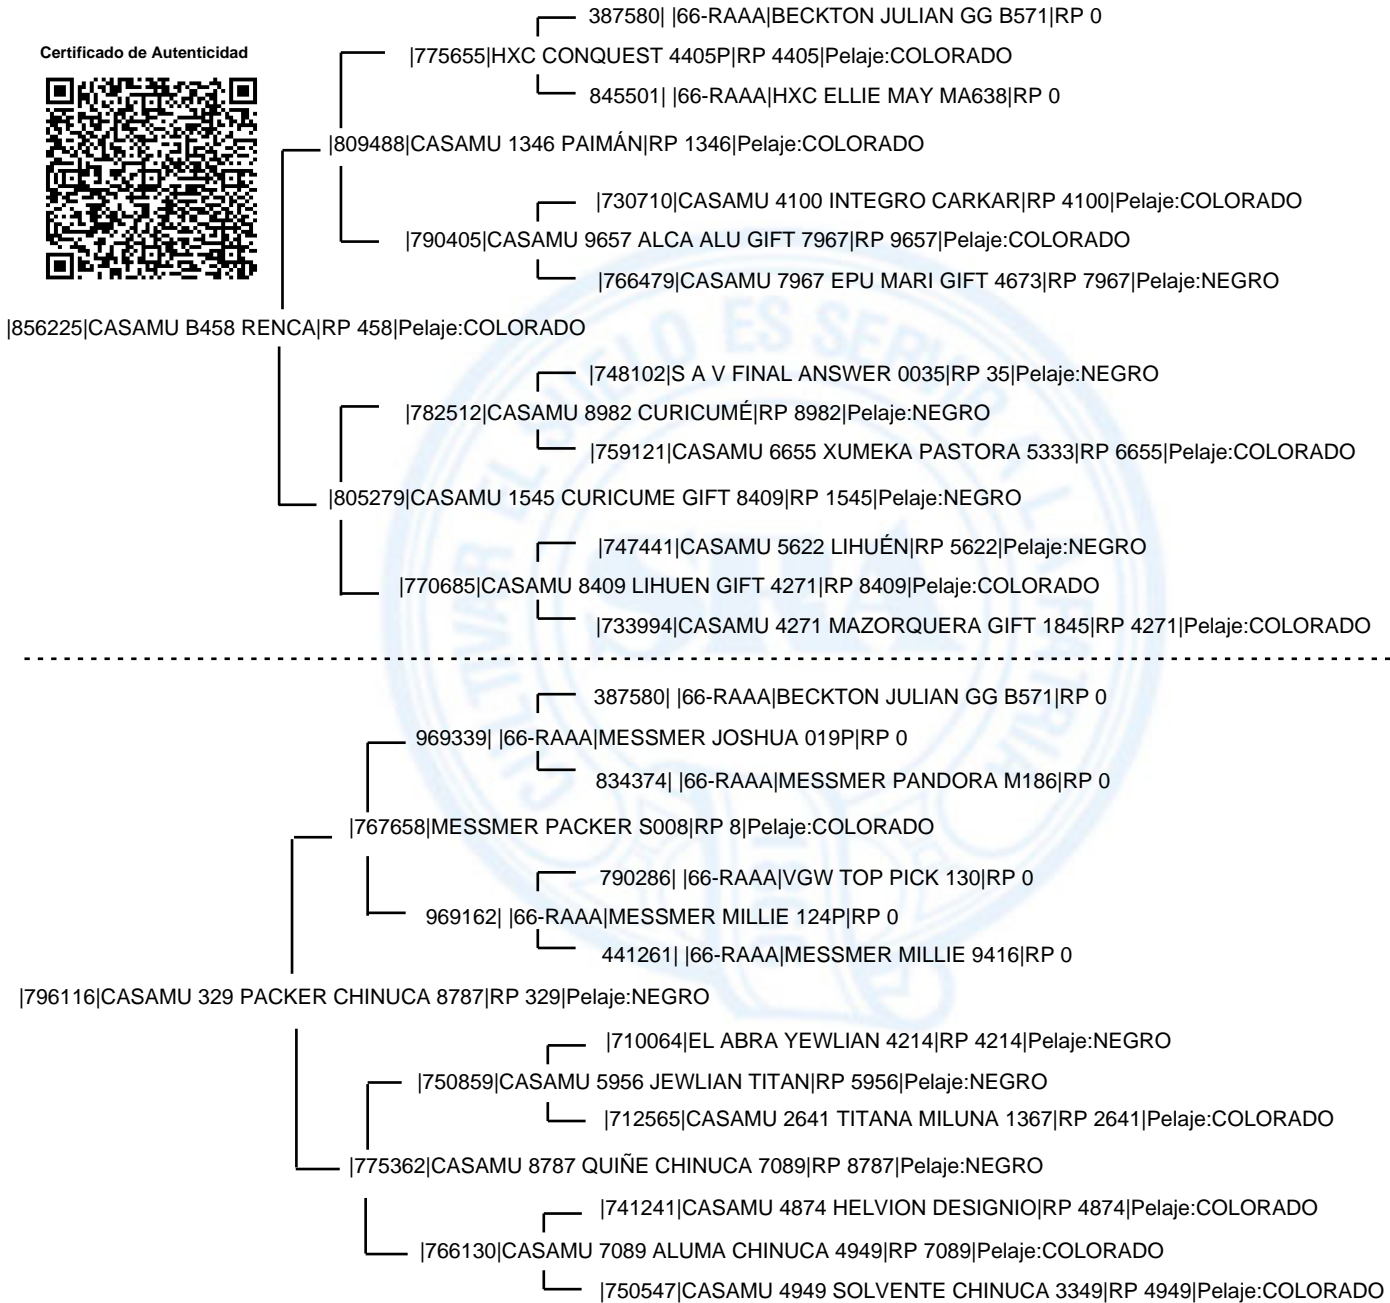 387580| |66-RAAA|BECKTON JULIAN GG B571|RP 0
Certificado de Autenticidad
|775655|HXC CONQUEST 4405P|RP 4405|Pelaje:COLORADO
845501| |66-RAAA|HXC ELLIE MAY MA638|RP 0
|809488|CASAMU 1346 PAIMÁN|RP 1346|Pelaje:COLORADO
|730710|CASAMU 4100 INTEGRO CARKAR|RP 4100|Pelaje:COLORADO
|790405|CASAMU 9657 ALCA ALU GIFT 7967|RP 9657|Pelaje:COLORADO
|766479|CASAMU 7967 EPU MARI GIFT 4673|RP 7967|Pelaje:NEGRO
|856225|CASAMU B458 RENCA|RP 458|Pelaje:COLORADO
|748102|S A V FINAL ANSWER 0035|RP 35|Pelaje:NEGRO
|782512|CASAMU 8982 CURICUMÉ|RP 8982|Pelaje:NEGRO
|759121|CASAMU 6655 XUMEKA PASTORA 5333|RP 6655|Pelaje:COLORADO
|805279|CASAMU 1545 CURICUME GIFT 8409|RP 1545|Pelaje:NEGRO
|747441|CASAMU 5622 LIHUÉN|RP 5622|Pelaje:NEGRO
|770685|CASAMU 8409 LIHUEN GIFT 4271|RP 8409|Pelaje:COLORADO
|733994|CASAMU 4271 MAZORQUERA GIFT 1845|RP 4271|Pelaje:COLORADO
387580| |66-RAAA|BECKTON JULIAN GG B571|RP 0
969339| |66-RAAA|MESSMER JOSHUA 019P|RP 0
834374| |66-RAAA|MESSMER PANDORA M186|RP 0
|767658|MESSMER PACKER S008|RP 8|Pelaje:COLORADO
790286| |66-RAAA|VGW TOP PICK 130|RP 0
969162| |66-RAAA|MESSMER MILLIE 124P|RP 0
441261| |66-RAAA|MESSMER MILLIE 9416|RP 0
|796116|CASAMU 329 PACKER CHINUCA 8787|RP 329|Pelaje:NEGRO
|710064|EL ABRA YEWLIAN 4214|RP 4214|Pelaje:NEGRO
|750859|CASAMU 5956 JEWLIAN TITAN|RP 5956|Pelaje:NEGRO
|712565|CASAMU 2641 TITANA MILUNA 1367|RP 2641|Pelaje:COLORADO
|775362|CASAMU 8787 QUIÑE CHINUCA 7089|RP 8787|Pelaje:NEGRO
|741241|CASAMU 4874 HELVION DESIGNIO|RP 4874|Pelaje:COLORADO
|766130|CASAMU 7089 ALUMA CHINUCA 4949|RP 7089|Pelaje:COLORADO
|750547|CASAMU 4949 SOLVENTE CHINUCA 3349|RP 4949|Pelaje:COLORADO
CULTIVAR EL SUELO ES SERVIR A LA PATRIA
SRA